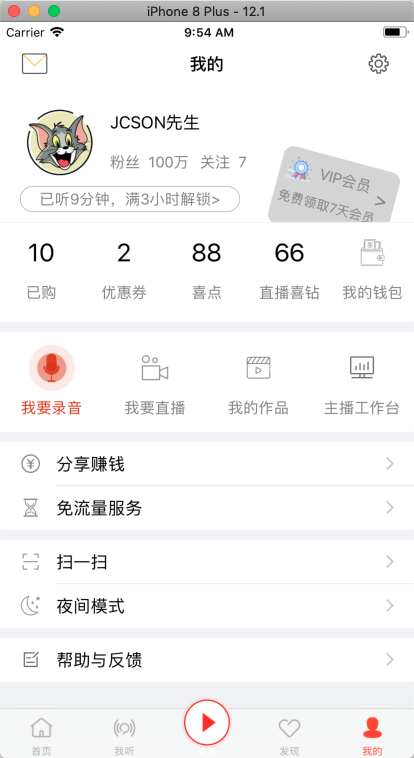 iPhone 8 Plus - 12.1
Carrier 9:54 AM
我的
JCSON先生
粉丝 100万 关注 7
VIP会员
免费领取7天会员
>
已听9分钟，满3小时解锁>
10 2 88 66
已购 优惠券 喜点 直播喜钻 我的钱包
我要录音 我要直播 我的作品 主播工作台
分享赚钱
免流量服务
扫一扫
夜间模式
帮助与反馈
首页 我听 发现 我的